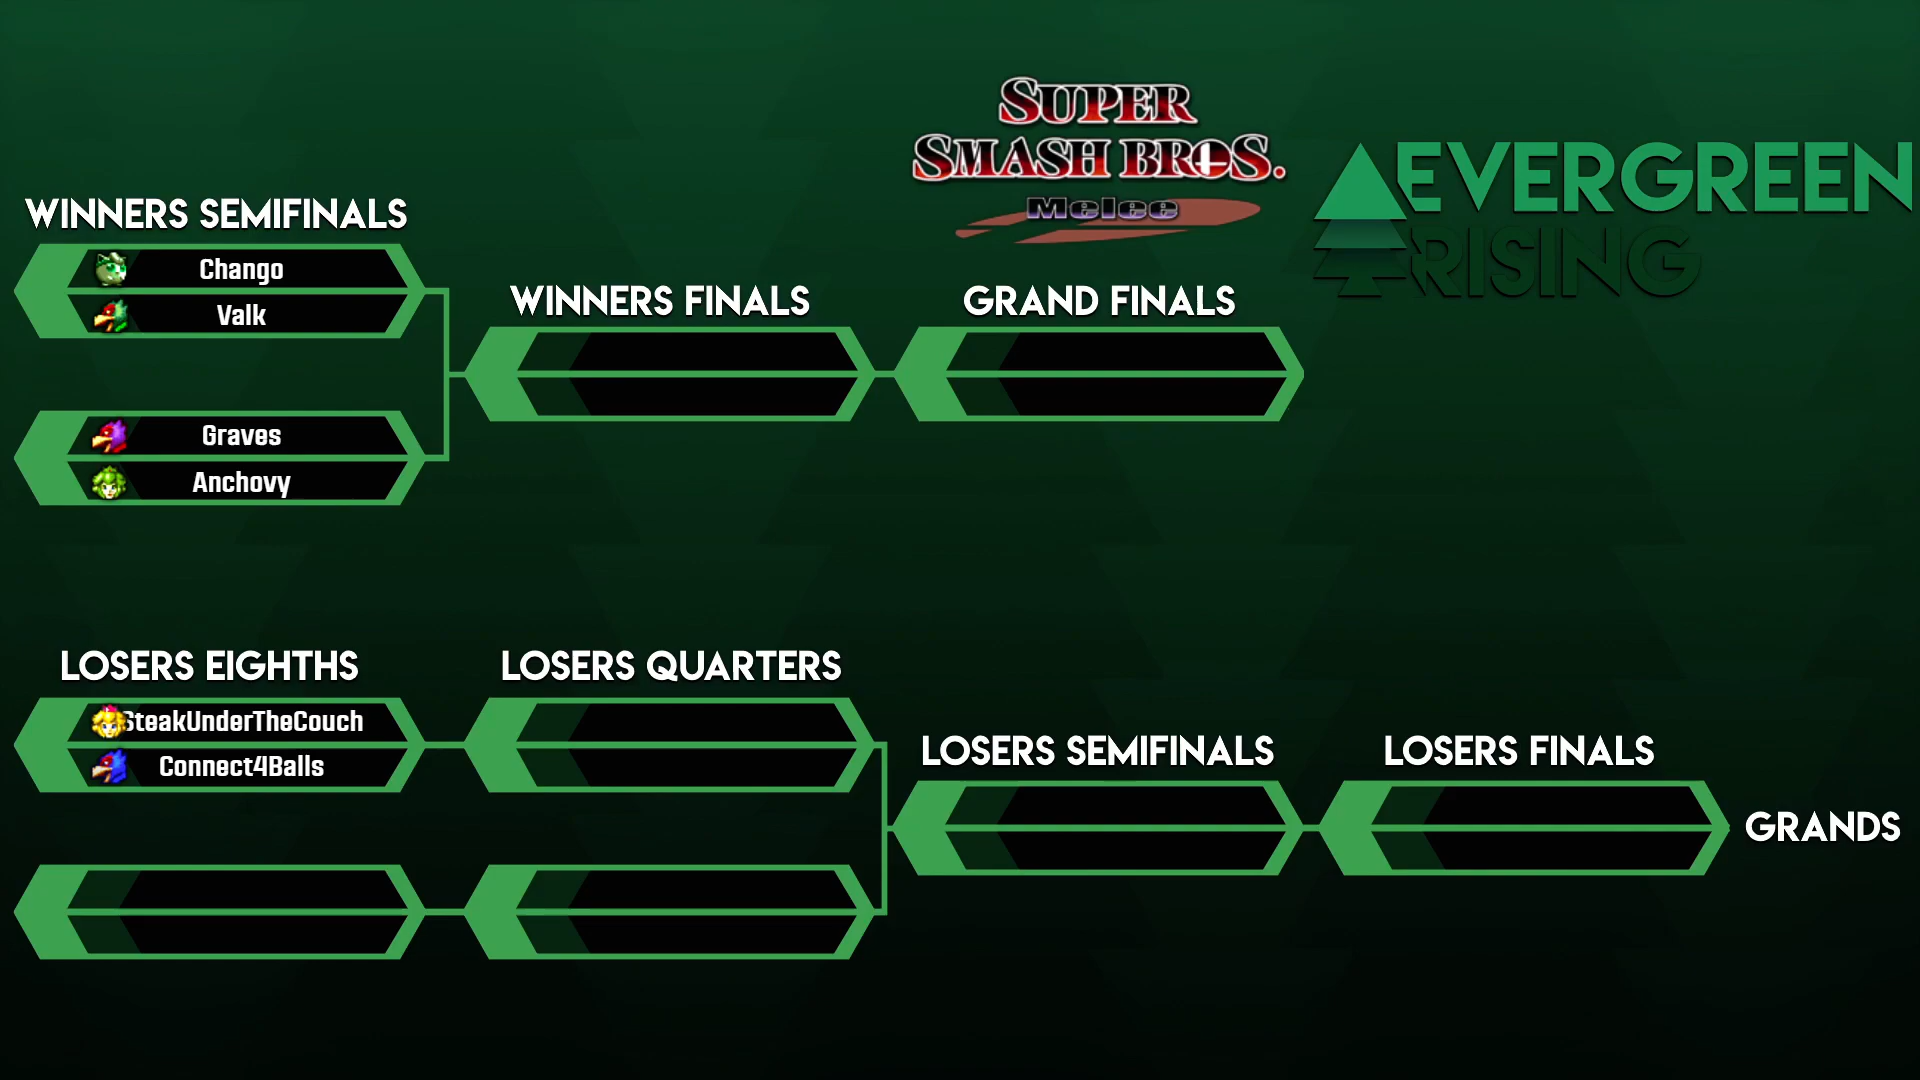 SUPER
SMASH BROS.
Melee
EVERGREEN
RISING
WINNERS SEMIFINALS
Chango
Valk
Graves
Anchovy
WINNERS FINALS
GRAND FINALS
LOSERS EIGHTHS
SteakUnderTheCouch
Connect4Balls
LOSERS QUARTERS
LOSERS SEMIFINALS
LOSERS FINALS
GRANDS